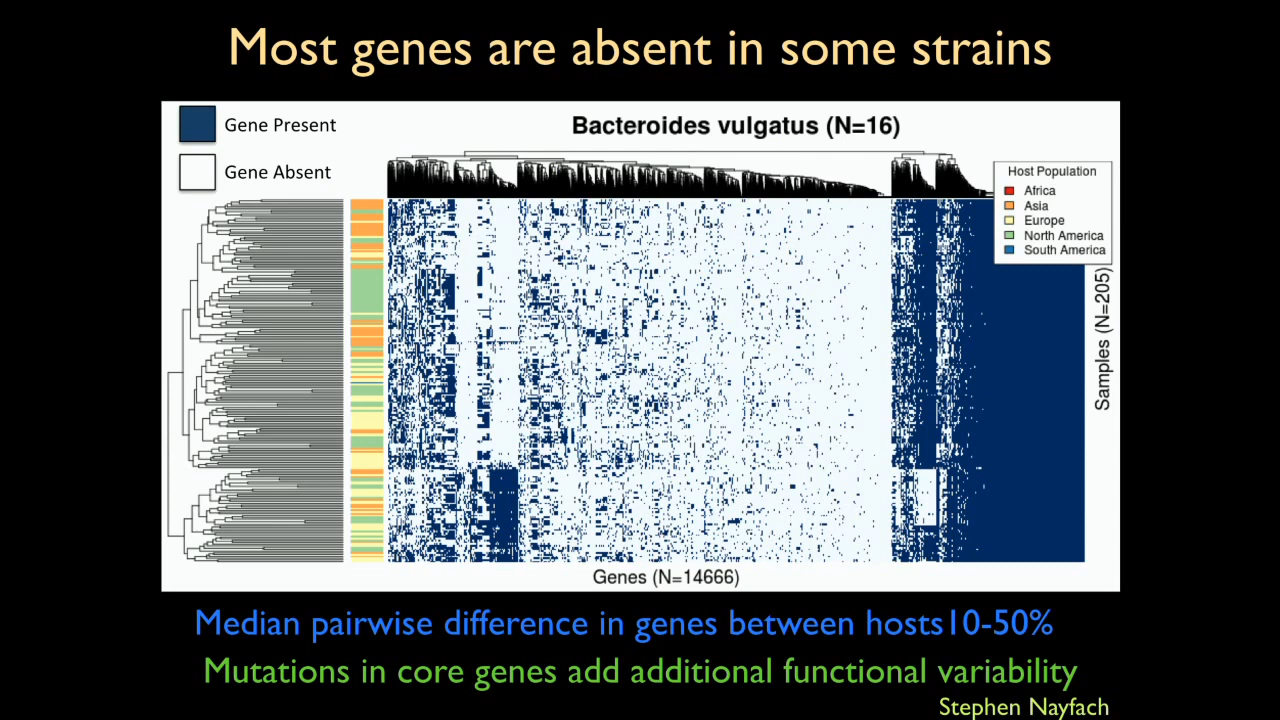 Most genes are absent in some strains
Gene Present
Gene Absent
Bacteroides vulgatus (N=16)
Host Population
Africa
Asia
Europe
North America
South America
Samples (N=205)
Genes (N=14666)
Median pairwise difference in genes between hosts10-50%
Mutations in core genes add additional functional variability
Stephen Nayfach